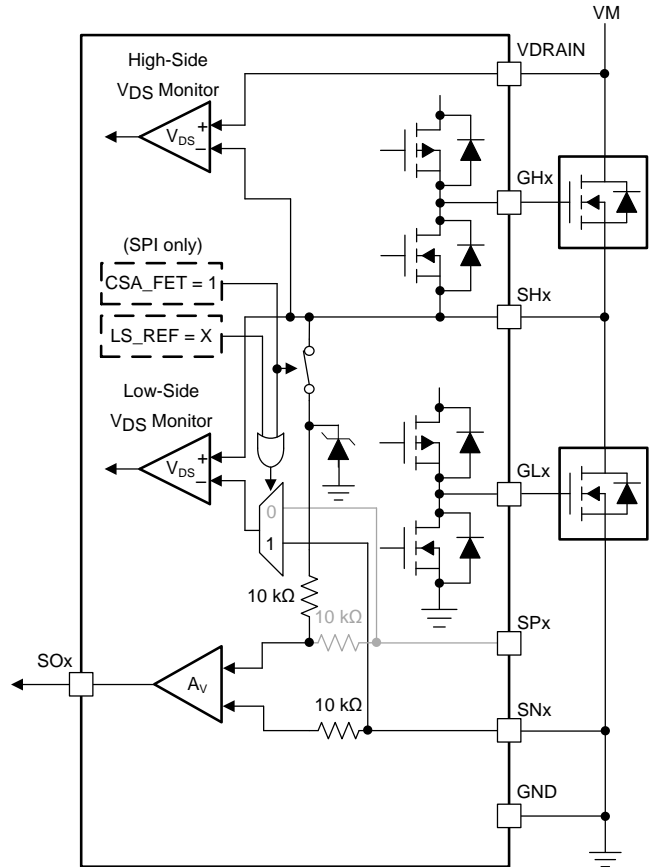 VM
VDRAIN
High-Side
VDS Monitor
VDS
+
−
GHx
(SPI only)
CSA_FET = 1
SHx
LS_REF = X
Low-Side
VDS Monitor
VDS
+
−
GLx
0
1
10 kΩ
10 kΩ
SPx
SOx
AV
10 kΩ
SNx
GND